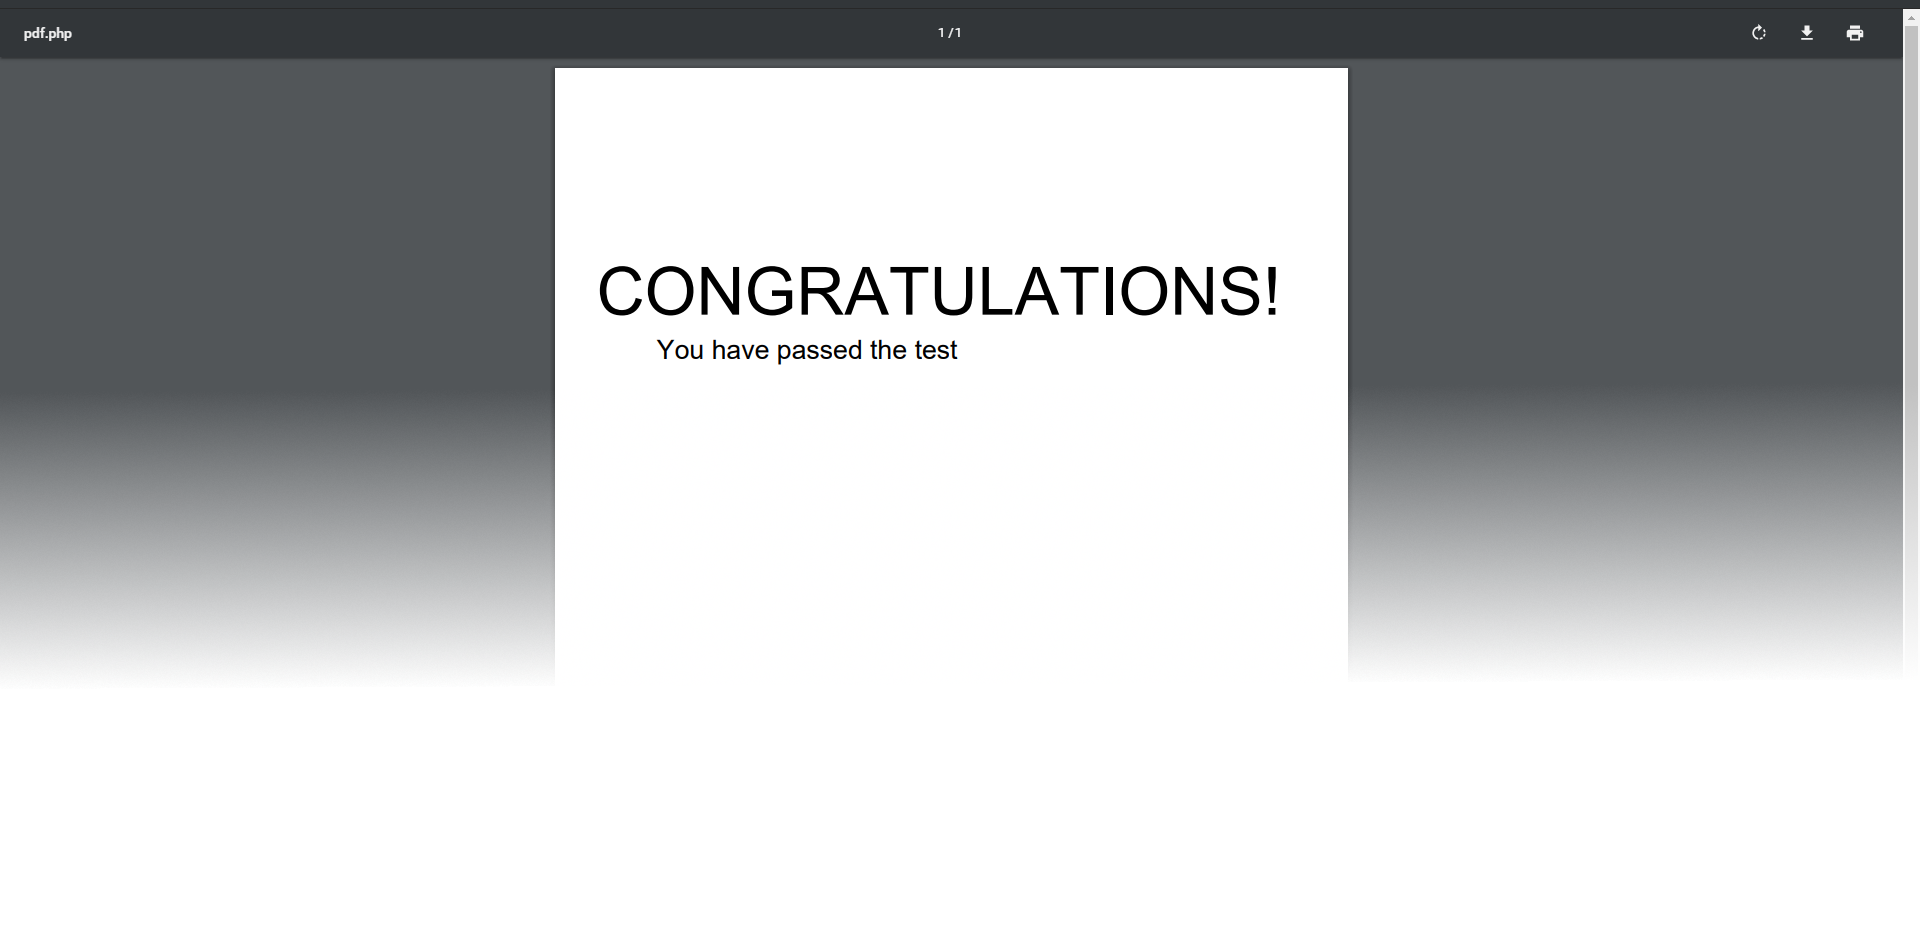 pdf.php
1 / 1
CONGRATULATIONS!
You have passed the test